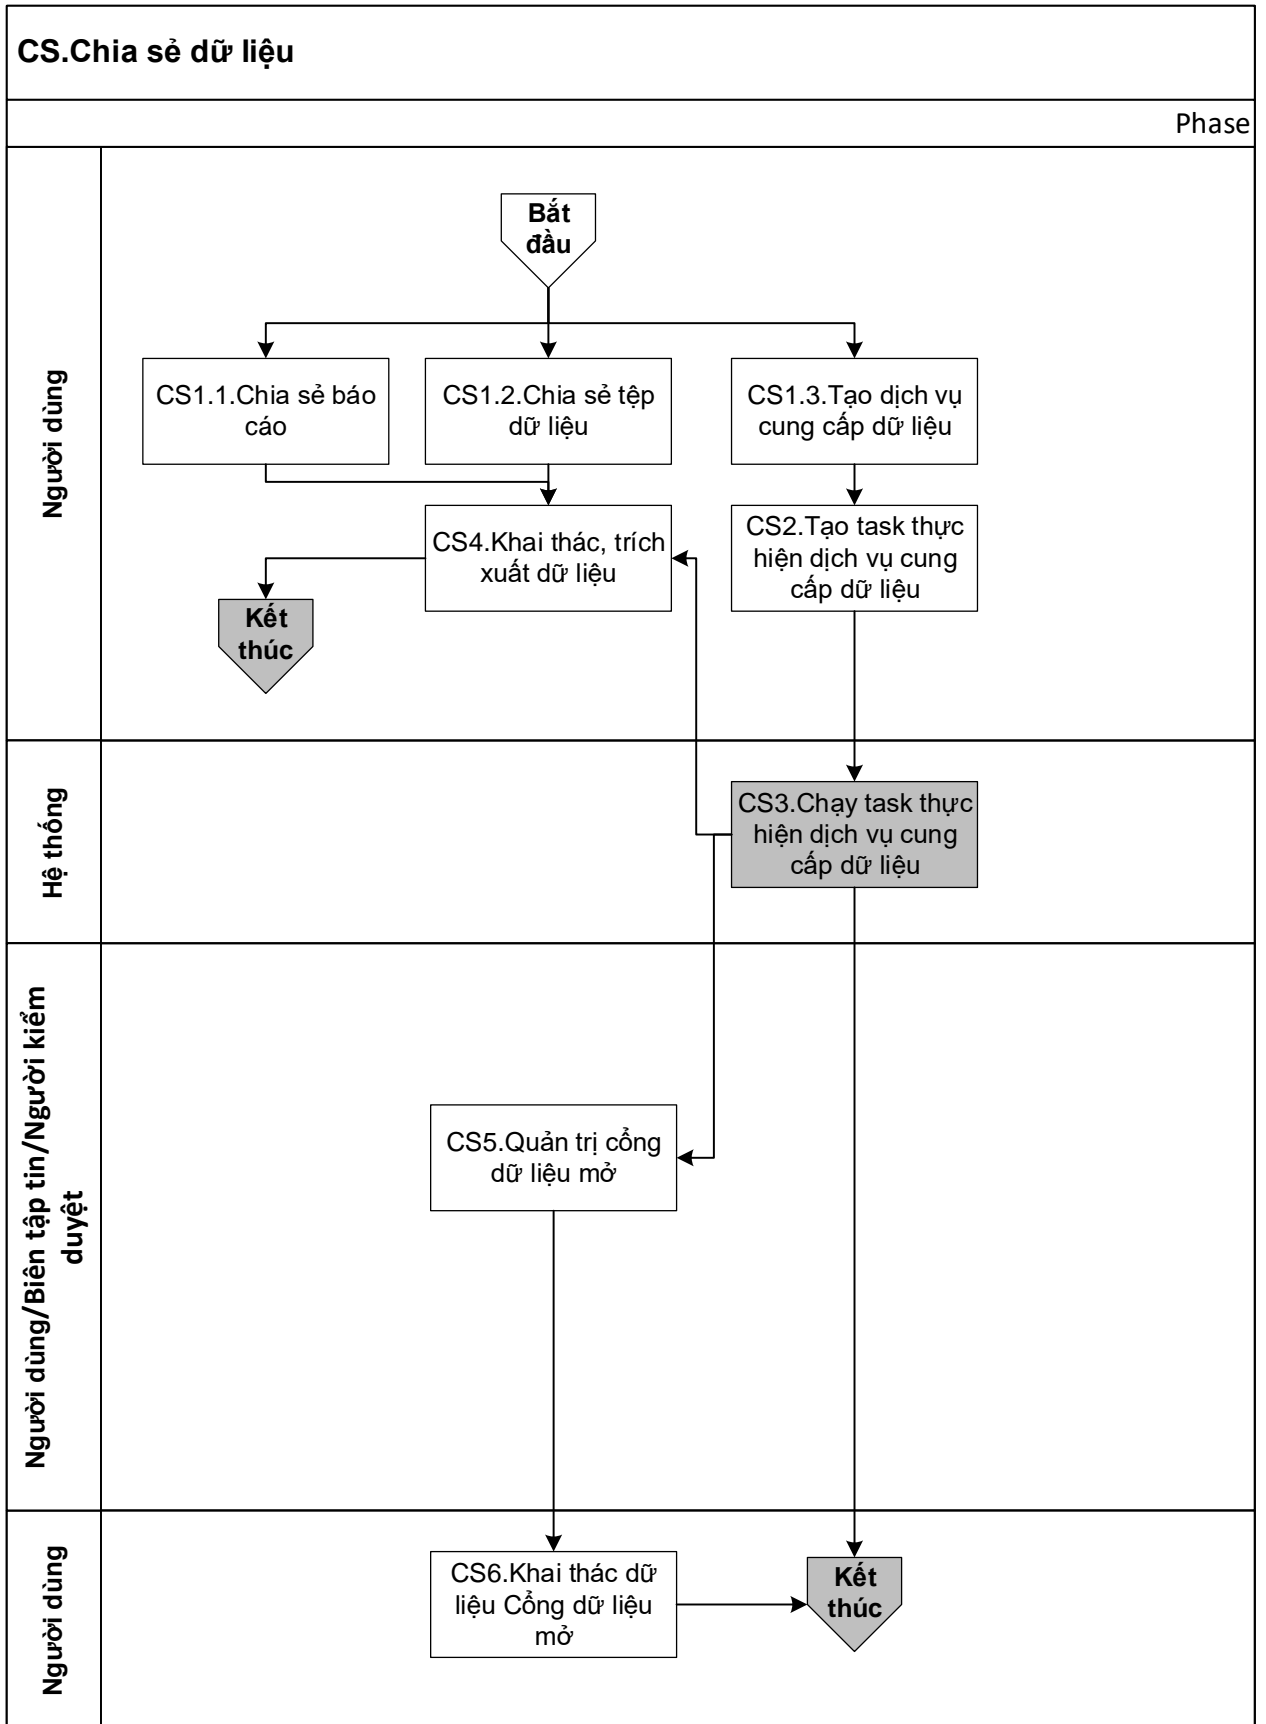 CS.Chia sẻ dữ liệu
Phase
Người dùng
Bắt
đầu
CS1.1.Chia sẻ báo
cáo
CS1.2.Chia sẻ tệp
dữ liệu
CS1.3.Tạo dịch vụ
cung cấp dữ liệu
CS4.Khai thác, trích
xuất dữ liệu
CS2.Tạo task thực
hiện dịch vụ cung
cấp dữ liệu
Kết
thúc
Hệ thống
CS3.Chạy task thực
hiện dịch vụ cung
cấp dữ liệu
Người dùng/Biên tập tin/Người kiểm
duyệt
CS5.Quản trị cổng
dữ liệu mở
Người dùng
CS6.Khai thác dữ
liệu Cổng dữ liệu
mở
Kết
thúc